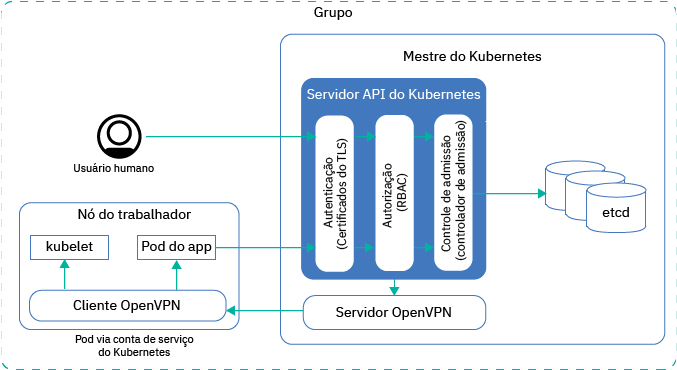 Grupo
Mestre do Kubernetes
Servidor API do Kubernetes
Usuário humano
Autenticação
(Certificados do TLS)
Autorização
(RBAC)
Controle de admissão
(controlador de admissão)
etcd
Nó do trabalhador
kubelet
Pod do app
Cliente OpenVPN
Servidor OpenVPN
Pod via conta de serviço
do Kubernetes